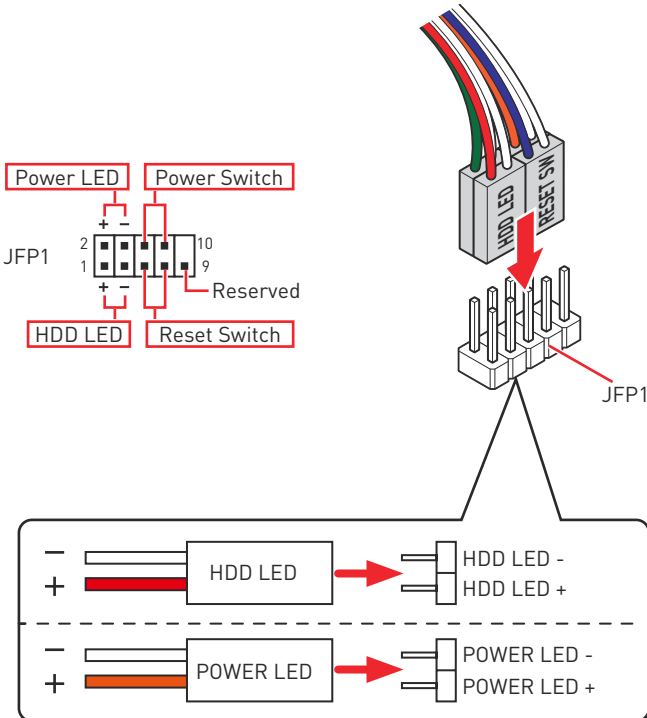 Power LED
Power Switch
+ −
2 10
JFP1
1 9
+ −
Reserved
HDD LED
Reset Switch
HDD LED
RESET SW
JFP1
− HDD LED HDD LED -
+ HDD LED +
− POWER LED POWER LED -
+ POWER LED +